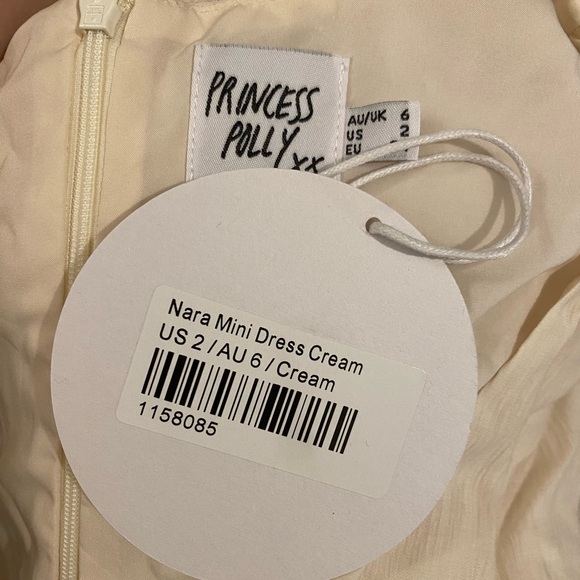 PRINCESS
POLLY
xx
AU/UK 6
US 2
EU
Nara Mini Dress Cream
US 2 / AU 6 / Cream
1158085